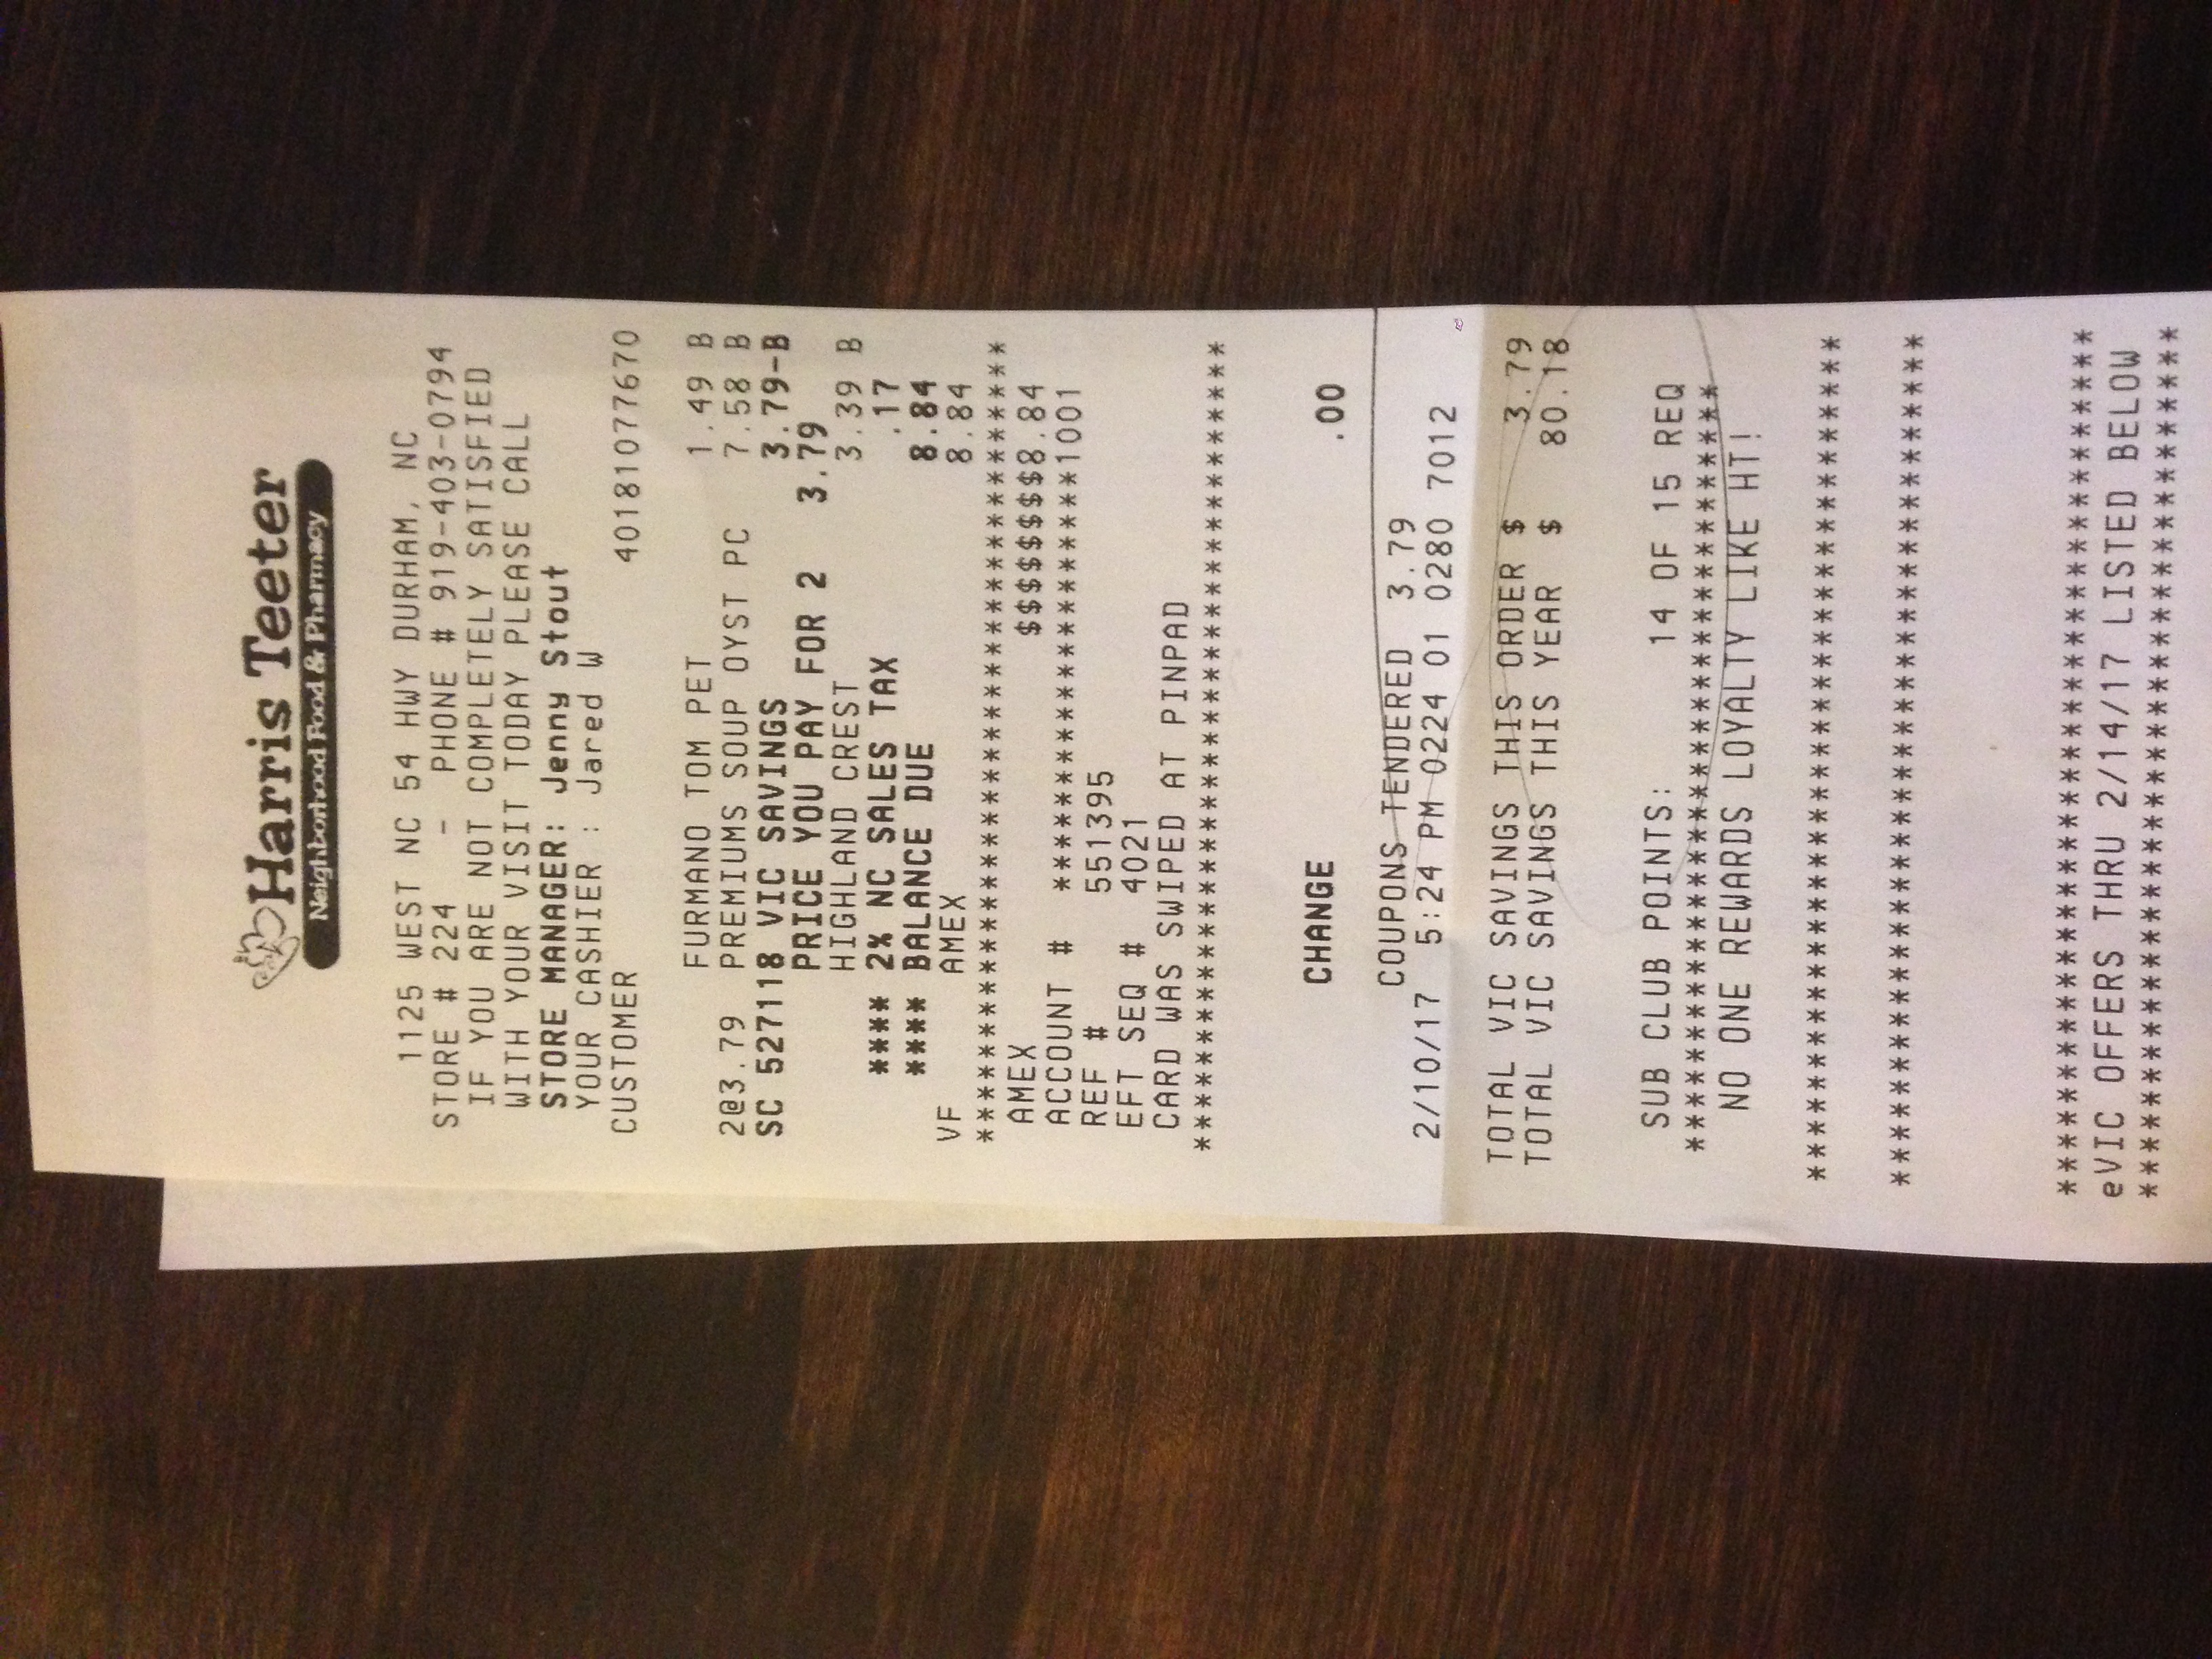 Harris Teeter
Neighborhood Food & Pharmacy
1125 WEST NC 54 HWY DURHAM, NC
STORE # 224 - PHONE # 919-403-0794
IF YOU ARE NOT COMPLETELY SATISFIED
WITH YOUR VISIT TODAY PLEASE CALL
STORE MANAGER: Jenny Stout
YOUR CASHIER : Jared W
CUSTOMER 40181077670
FURMANO TOM PET 1.49 B
2@3.79 PREMIUMS SOUP OYST PC 7.58 B
SC 527118 VIC SAVINGS 3.79-B
PRICE YOU PAY FOR 2 3.79
HIGHLAND CREST 3.39 B
**** 2% NC SALES TAX .17
**** BALANCE DUE 8.84
VF AMEX 8.84
**************************************
AMEX $$$$$$$$8.84
ACCOUNT # ********************1001
REF # 551395
EFT SEQ # 4021
CARD WAS SWIPED AT PINPAD
**************************************
CHANGE .00
COUPONS TENDERED 3.79
2/10/17 5:24 PM 0224 01 0280 7012
TOTAL VIC SAVINGS THIS ORDER $ 3.79
TOTAL VIC SAVINGS THIS YEAR $ 80.18
SUB CLUB POINTS: 14 OF 15 REQ
***********************************
NO ONE REWARDS LOYALTY LIKE HT!
**************************************
**************************************
**************************************
eVIC OFFERS THRU 2/14/17 LISTED BELOW
**************************************